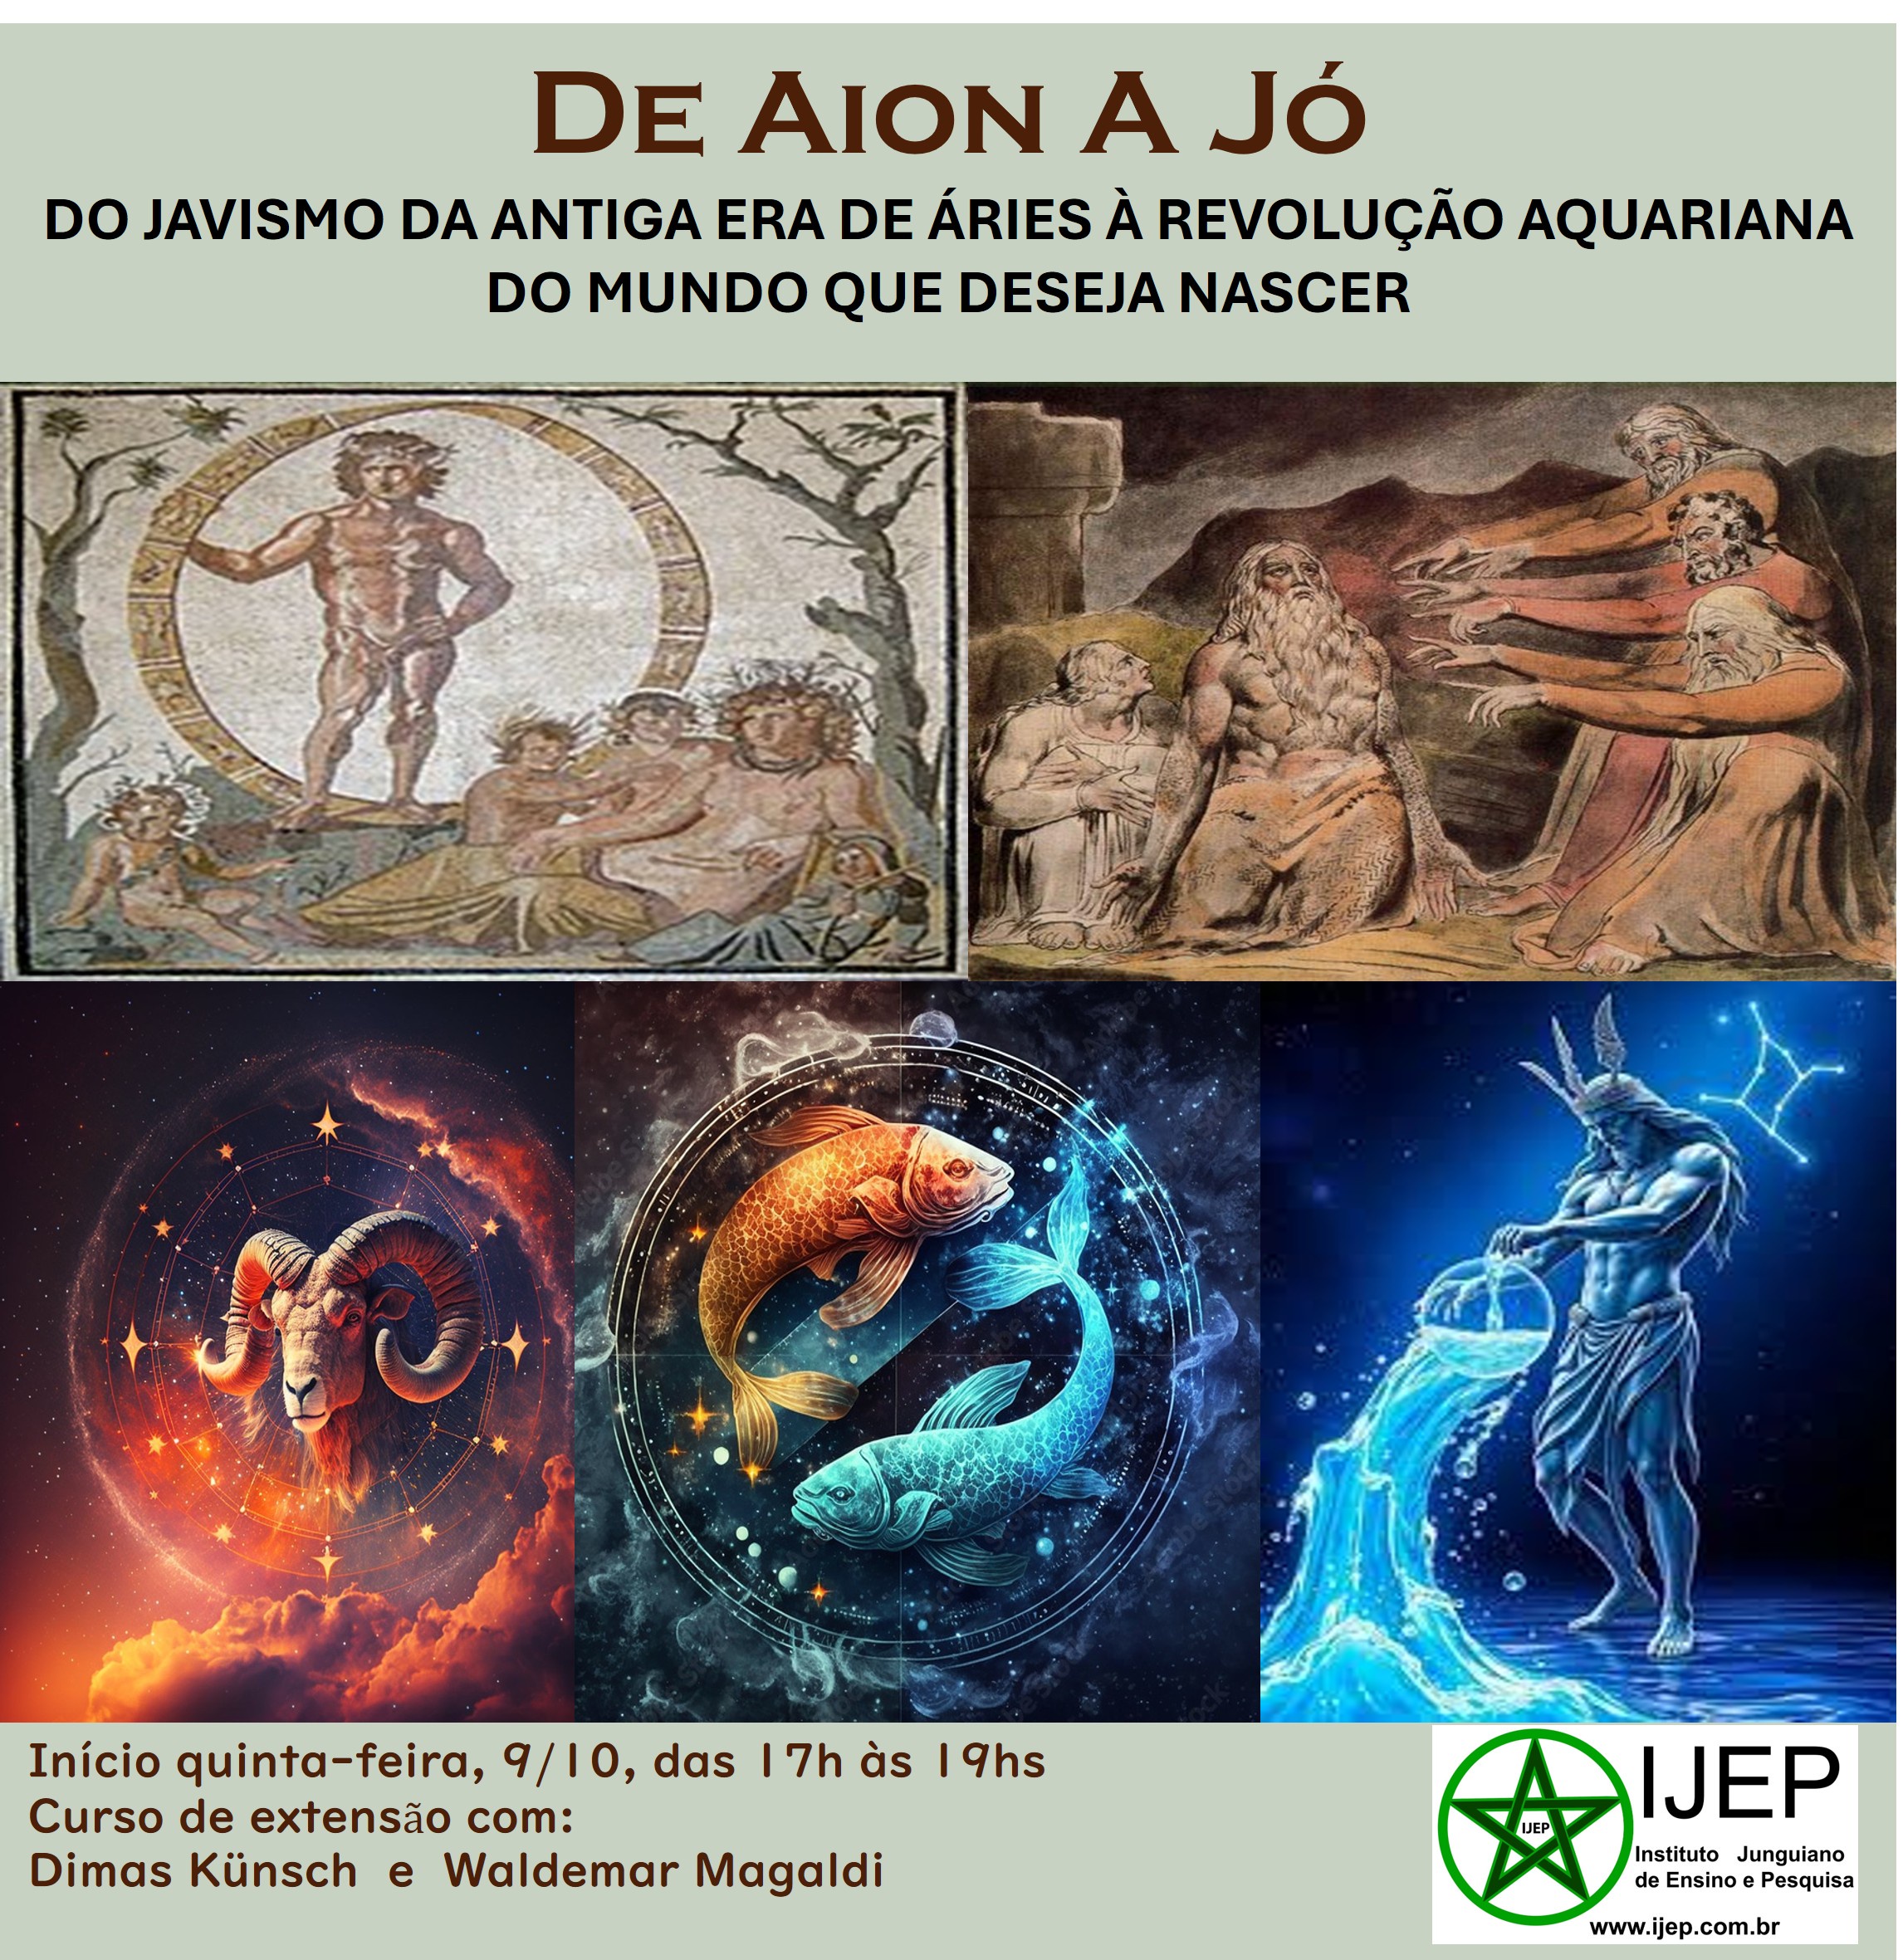 De Aion A Jó
DO JAVISMO DA ANTIGA ERA DE ÁRIES À REVOLUÇÃO AQUARIANA
DO MUNDO QUE DESEJA NASCER
Início quinta-feira, 9/10, das 17h às 19hs
Curso de extensão com:
Dimas Künsch e Waldemar Magaldi
IJEP
IJEP
Instituto Junguiano
de Ensino e Pesquisa
www.ijep.com.br